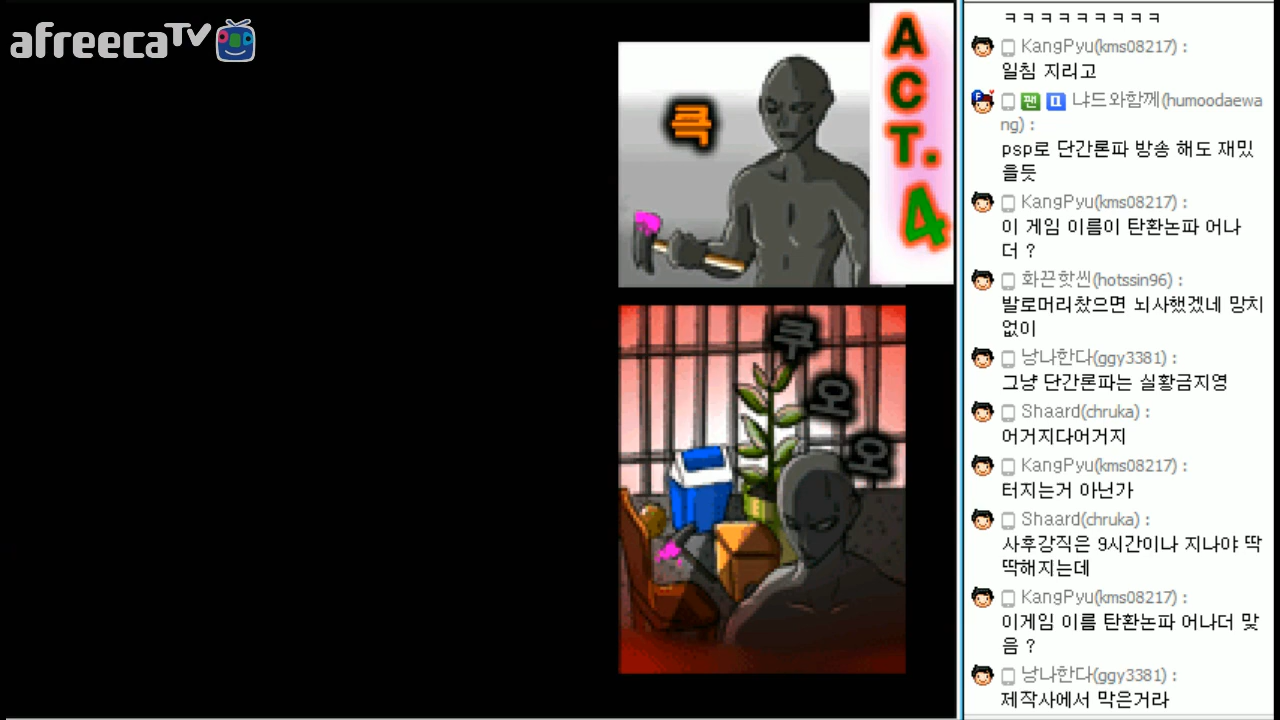 afreecaTV
ACT.4
큭
쿠오오
ㅋㅋㅋㅋㅋㅋㅋㅋㅋ
KangPyu(kms08217) :
일침 지리고
팬 냐드와함께(humoodaewa
ng) :
psp로 단간론파 방송 해도 재밌
을듯
KangPyu(kms08217) :
이 게임 이름이 탄환논파 어나
더 ?
화끈핫씬(hotssin96) :
발로머리찼으면 뇌사했겠네 망치
없이
낭나한다(ggy3381) :
그냥 단간론파는 실황금지영
Shaard(chruka) :
어거지다어거지
KangPyu(kms08217) :
터지는거 아닌가
Shaard(chruka) :
사후강직은 9시간이나 지나야 딱
딱해지는데
KangPyu(kms08217) :
이게임 이름 탄환논파 어나더 맞
음 ?
낭나한다(ggy3381) :
제작사에서 막은거라